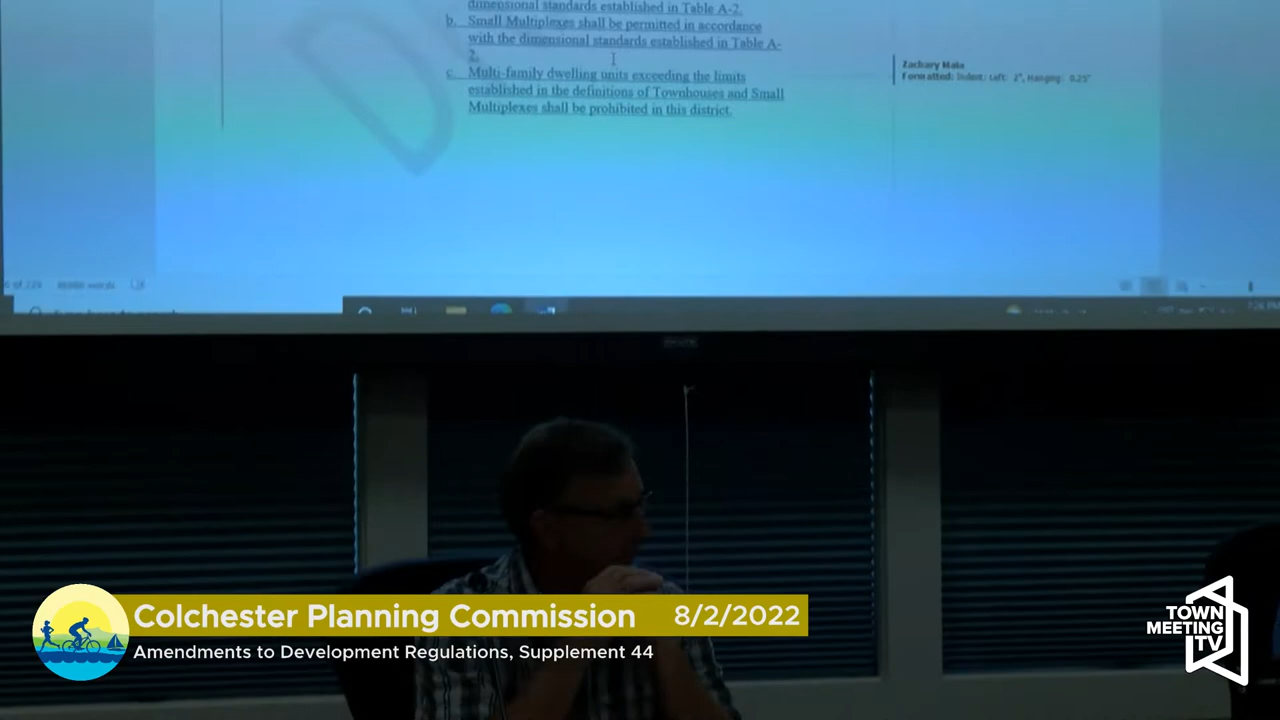 dimensional standards established in Table A-2.
b. Small Multiplexes shall be permitted in accordance
with the dimensional standards established in Table A-
2.
c. Multi-family dwelling units exceeding the limits
established in the definitions of Townhouses and Small
Multiplexes shall be prohibited in this district.
Zachary Maia
Formatted: Indent: Left: 2", Hanging: 0.25"
Colchester Planning Commission 8/2/2022
Amendments to Development Regulations, Supplement 44
TOWN
MEETING
TV